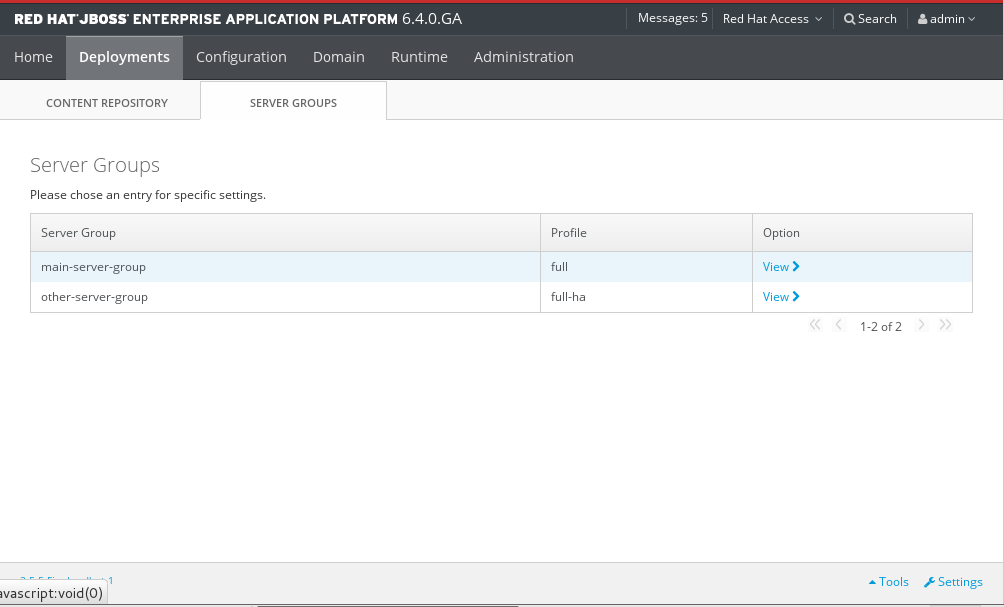 RED HAT JBOSS ENTERPRISE APPLICATION PLATFORM 6.4.0.GA
Messages: 5 Red Hat Access Search admin
Home Deployments Configuration Domain Runtime Administration
CONTENT REPOSITORY SERVER GROUPS
Server Groups
Please chose an entry for specific settings.
Server Group Profile Option
main-server-group full View
other-server-group full-ha View
1-2 of 2
Tools Settings
avascript:void(0)